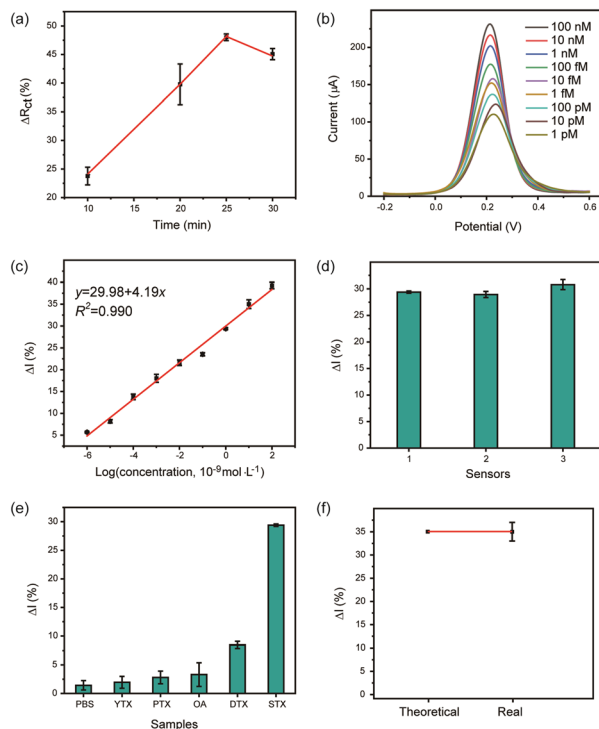 (a)
ΔRct (%)
50
45
40
35
30
25
20
10
15
20
25
30
Time (min)
(b)
Current (μA)
200
150
100
50
0
-0.2
0.0
0.2
0.4
0.6
Potential (V)
100 nM
10 nM
1 nM
100 fM
10 fM
1 fM
100 pM
10 pM
1 pM
(c)
y=29.98+4.19x
R²=0.990
ΔI (%)
40
35
30
25
20
15
10
5
-6
-4
-2
0
2
Log(concentration, 10⁻⁹mol·L⁻¹)
(d)
ΔI (%)
35
30
25
20
15
10
5
0
1
2
3
Sensors
(e)
ΔI (%)
30
25
20
15
10
5
0
PBS
YTX
PTX
OA
DTX
STX
Samples
(f)
ΔI (%)
35
30
25
20
15
10
5
0
Theoretical
Real